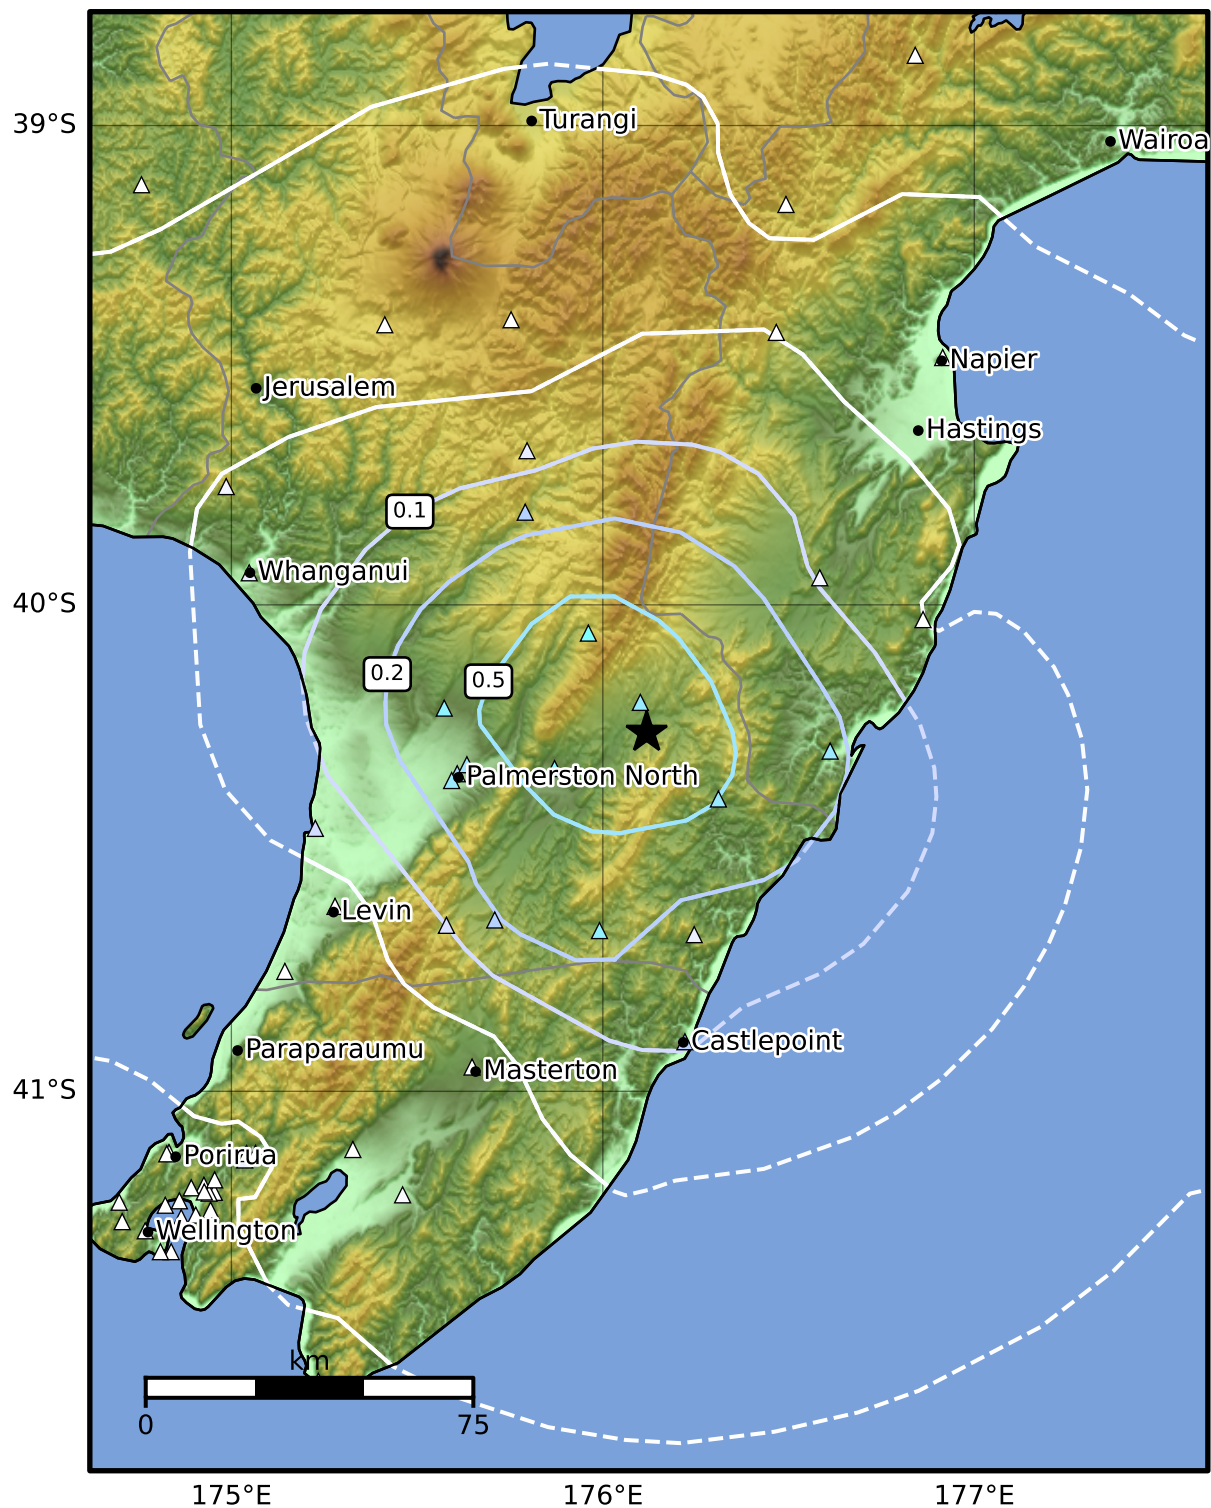 39°S
Turangi
Wairoa
Napier
Jerusalem
Hastings
0.1
Whanganui
40°S
0.2
0.5
Palmerston North
Levin
Castlepoint
Paraparaumu
Masterton
41°S
Porirua
Wellington
km
0 75
175°E 176°E 177°E